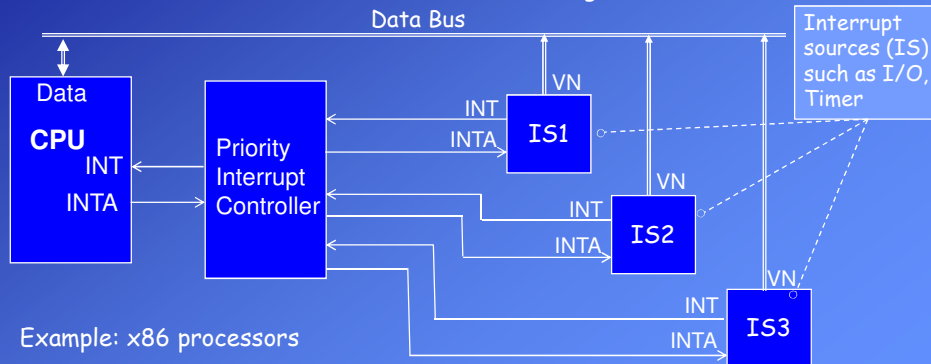 Data Bus
Interrupt
sources (IS)
such as I/O,
Timer
Data
CPU
INT
INTA
Priority
Interrupt
Controller
VN
INT
INTA
IS1
VN
INT
INTA
IS2
VN
INT
INTA
IS3
Example: x86 processors